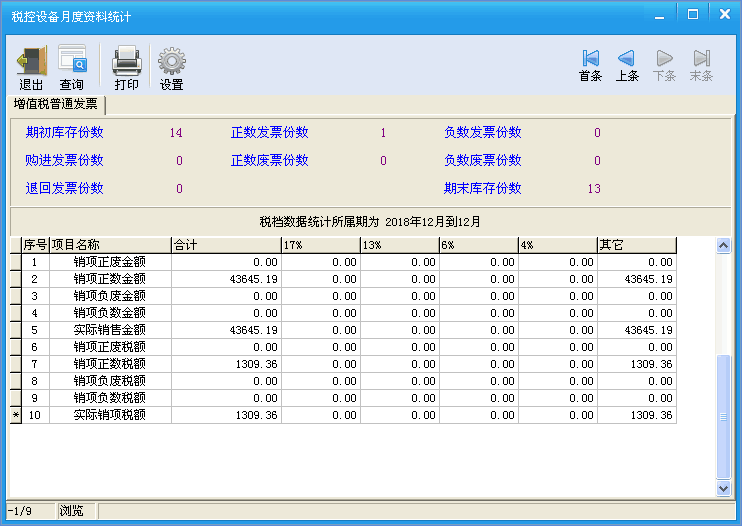 税控设备月度资料统计
退出 查询 打印 设置 首条 上条 下条 末条
增值税普通发票
期初库存份数 14 正数发票份数 1 负数发票份数 0
购进发票份数 0 正数废票份数 0 负数废票份数 0
退回发票份数 0 期末库存份数 13
税档数据统计所属期为 2018年12月到12月
序号 项目名称 合计 17% 13% 6% 4% 其它
1 销项正废金额 0.00 0.00 0.00 0.00 0.00 0.00
2 销项正数金额 43645.19 0.00 0.00 0.00 0.00 43645.19
3 销项负废金额 0.00 0.00 0.00 0.00 0.00 0.00
4 销项负数金额 0.00 0.00 0.00 0.00 0.00 0.00
5 实际销售金额 43645.19 0.00 0.00 0.00 0.00 43645.19
6 销项正废税额 0.00 0.00 0.00 0.00 0.00 0.00
7 销项正数税额 1309.36 0.00 0.00 0.00 0.00 1309.36
8 销项负废税额 0.00 0.00 0.00 0.00 0.00 0.00
9 销项负数税额 0.00 0.00 0.00 0.00 0.00 0.00
* 10 实际销项税额 1309.36 0.00 0.00 0.00 0.00 1309.36
-1/9 浏览